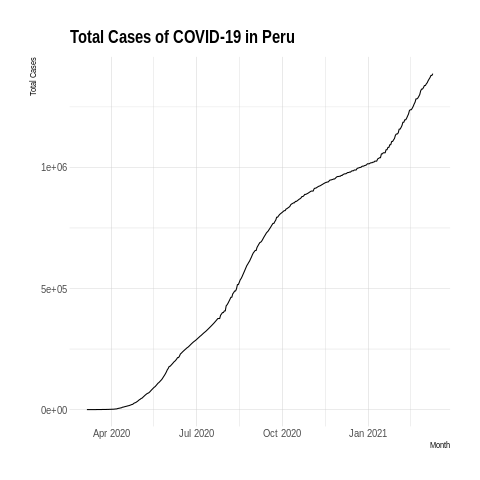 Total Cases of COVID-19 in Peru
Total Cases
1e+06
5e+05
0e+00
Apr 2020 Jul 2020 Oct 2020 Jan 2021
Month